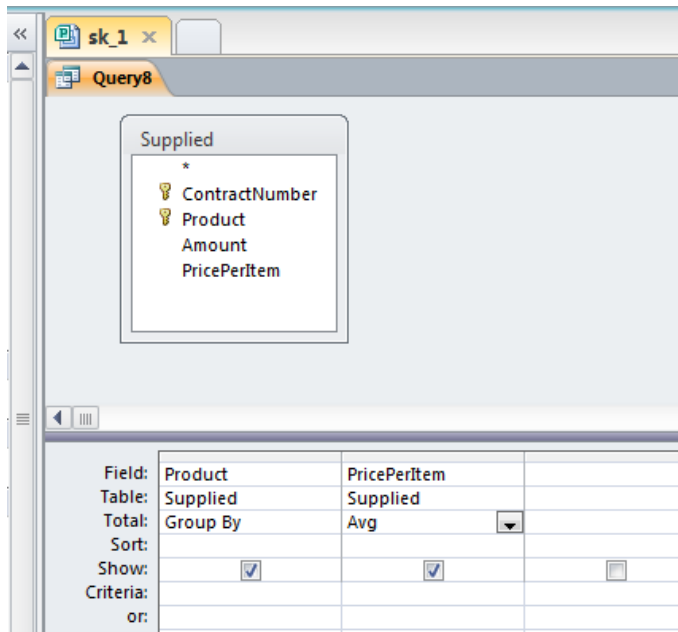 « sk_1 ×
Query8
Supplied
*
ContractNumber
Product
Amount
PricePerItem
Field: Product PricePerItem
Table: Supplied Supplied
Total: Group By Avg
Sort:
Show:
Criteria:
or: